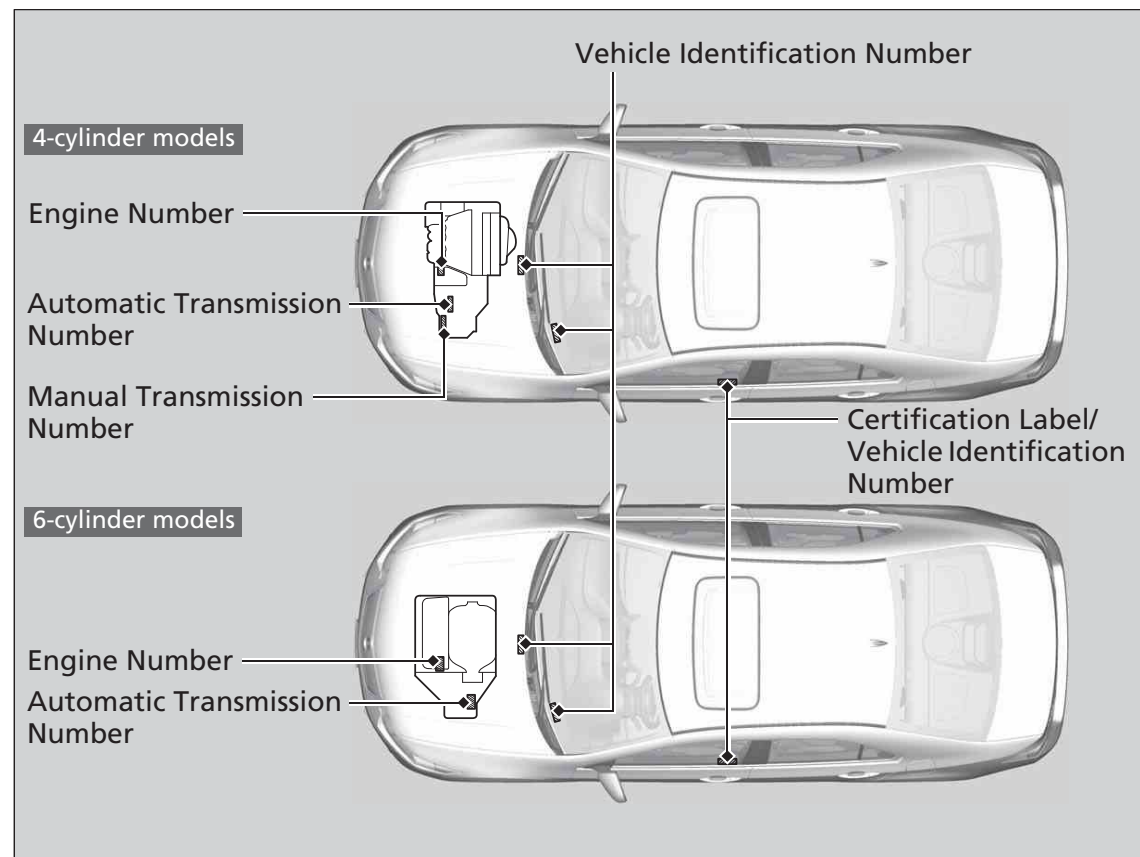 Vehicle Identification Number
4-cylinder models
Engine Number
Automatic Transmission
Number
Manual Transmission
Number
Certification Label/
Vehicle Identification
Number
6-cylinder models
Engine Number
Automatic Transmission
Number